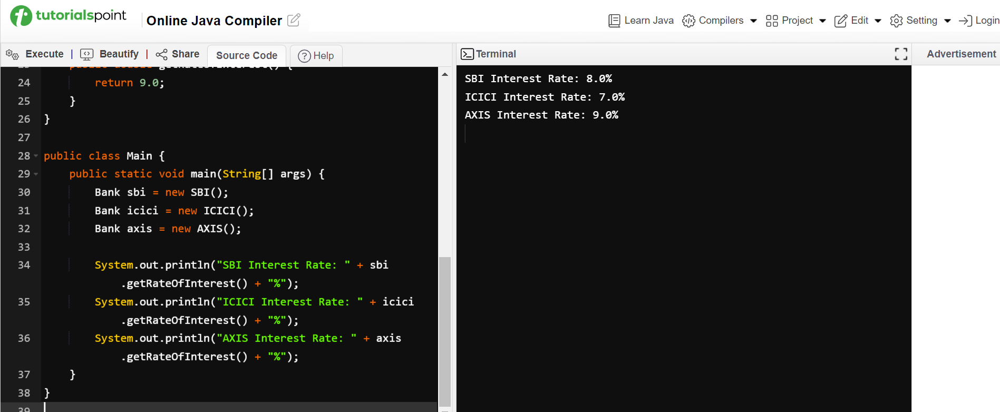 tutorialspoint
Online Java Compiler
Learn Java
Compilers
Project
Edit
Setting
Login
Execute | Beautify | Share
Source Code
Help
Terminal
Advertisement
23 public double getRateOfInterest() {
24 return 9.0;
25 }
26 }
27
28 public class Main {
29 public static void main(String[] args) {
30 Bank sbi = new SBI();
31 Bank icici = new ICICI();
32 Bank axis = new AXIS();
33
34 System.out.println("SBI Interest Rate: " + sbi
.getRateOfInterest() + "%");
35 System.out.println("ICICI Interest Rate: " + icici
.getRateOfInterest() + "%");
36 System.out.println("AXIS Interest Rate: " + axis
.getRateOfInterest() + "%");
37 }
38 }
39
SBI Interest Rate: 8.0%
ICICI Interest Rate: 7.0%
AXIS Interest Rate: 9.0%